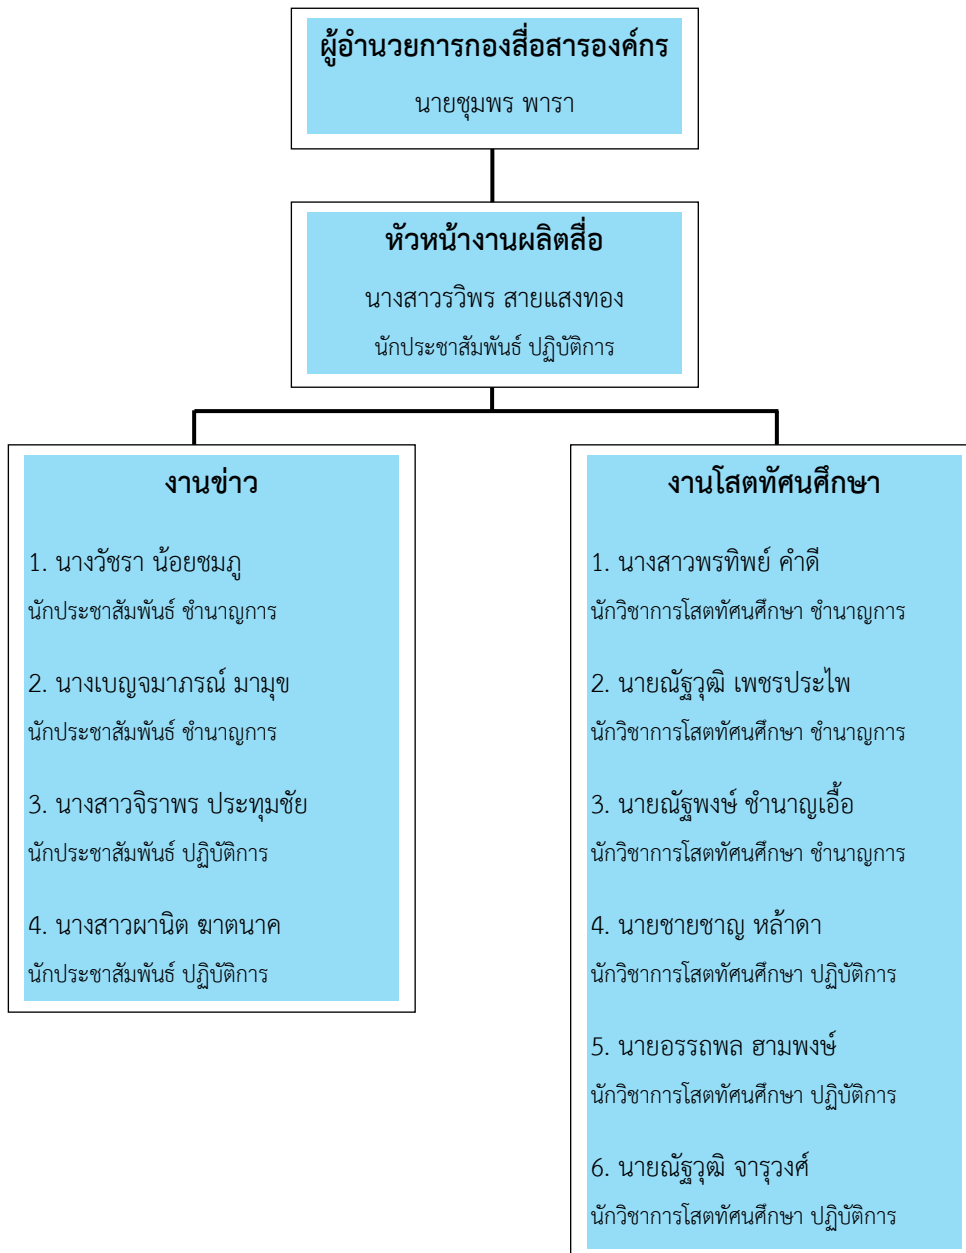 ผู้อำนวยการกองสื่อสารองค์กร
นายชุมพร พารา
หัวหน้างานผลิตสื่อ
นางสาวรวิพร สายแสงทอง
นักประชาสัมพันธ์ ปฏิบัติการ
งานข่าว
1. นางวัชรา น้อยชมภู
นักประชาสัมพันธ์ ชำนาญการ
2. นางเบญจมาภรณ์ มามุข
นักประชาสัมพันธ์ ชำนาญการ
3. นางสาวจิราพร ประทุมชัย
นักประชาสัมพันธ์ ปฏิบัติการ
4. นางสาวผานิต ฆาตนาค
นักประชาสัมพันธ์ ปฏิบัติการ
งานโสตทัศนศึกษา
1. นางสาวพรทิพย์ คำดี
นักวิชาการโสตทัศนศึกษา ชำนาญการ
2. นายณัฐวุฒิ เพชรประไพ
นักวิชาการโสตทัศนศึกษา ชำนาญการ
3. นายณัฐพงษ์ ชำนาญเอื้อ
นักวิชาการโสตทัศนศึกษา ชำนาญการ
4. นายชายชาญ หล้าดา
นักวิชาการโสตทัศนศึกษา ปฏิบัติการ
5. นายอรรถพล ฮามพงษ์
นักวิชาการโสตทัศนศึกษา ปฏิบัติการ
6. นายณัฐวุฒิ จารุวงศ์
นักวิชาการโสตทัศนศึกษา ปฏิบัติการ